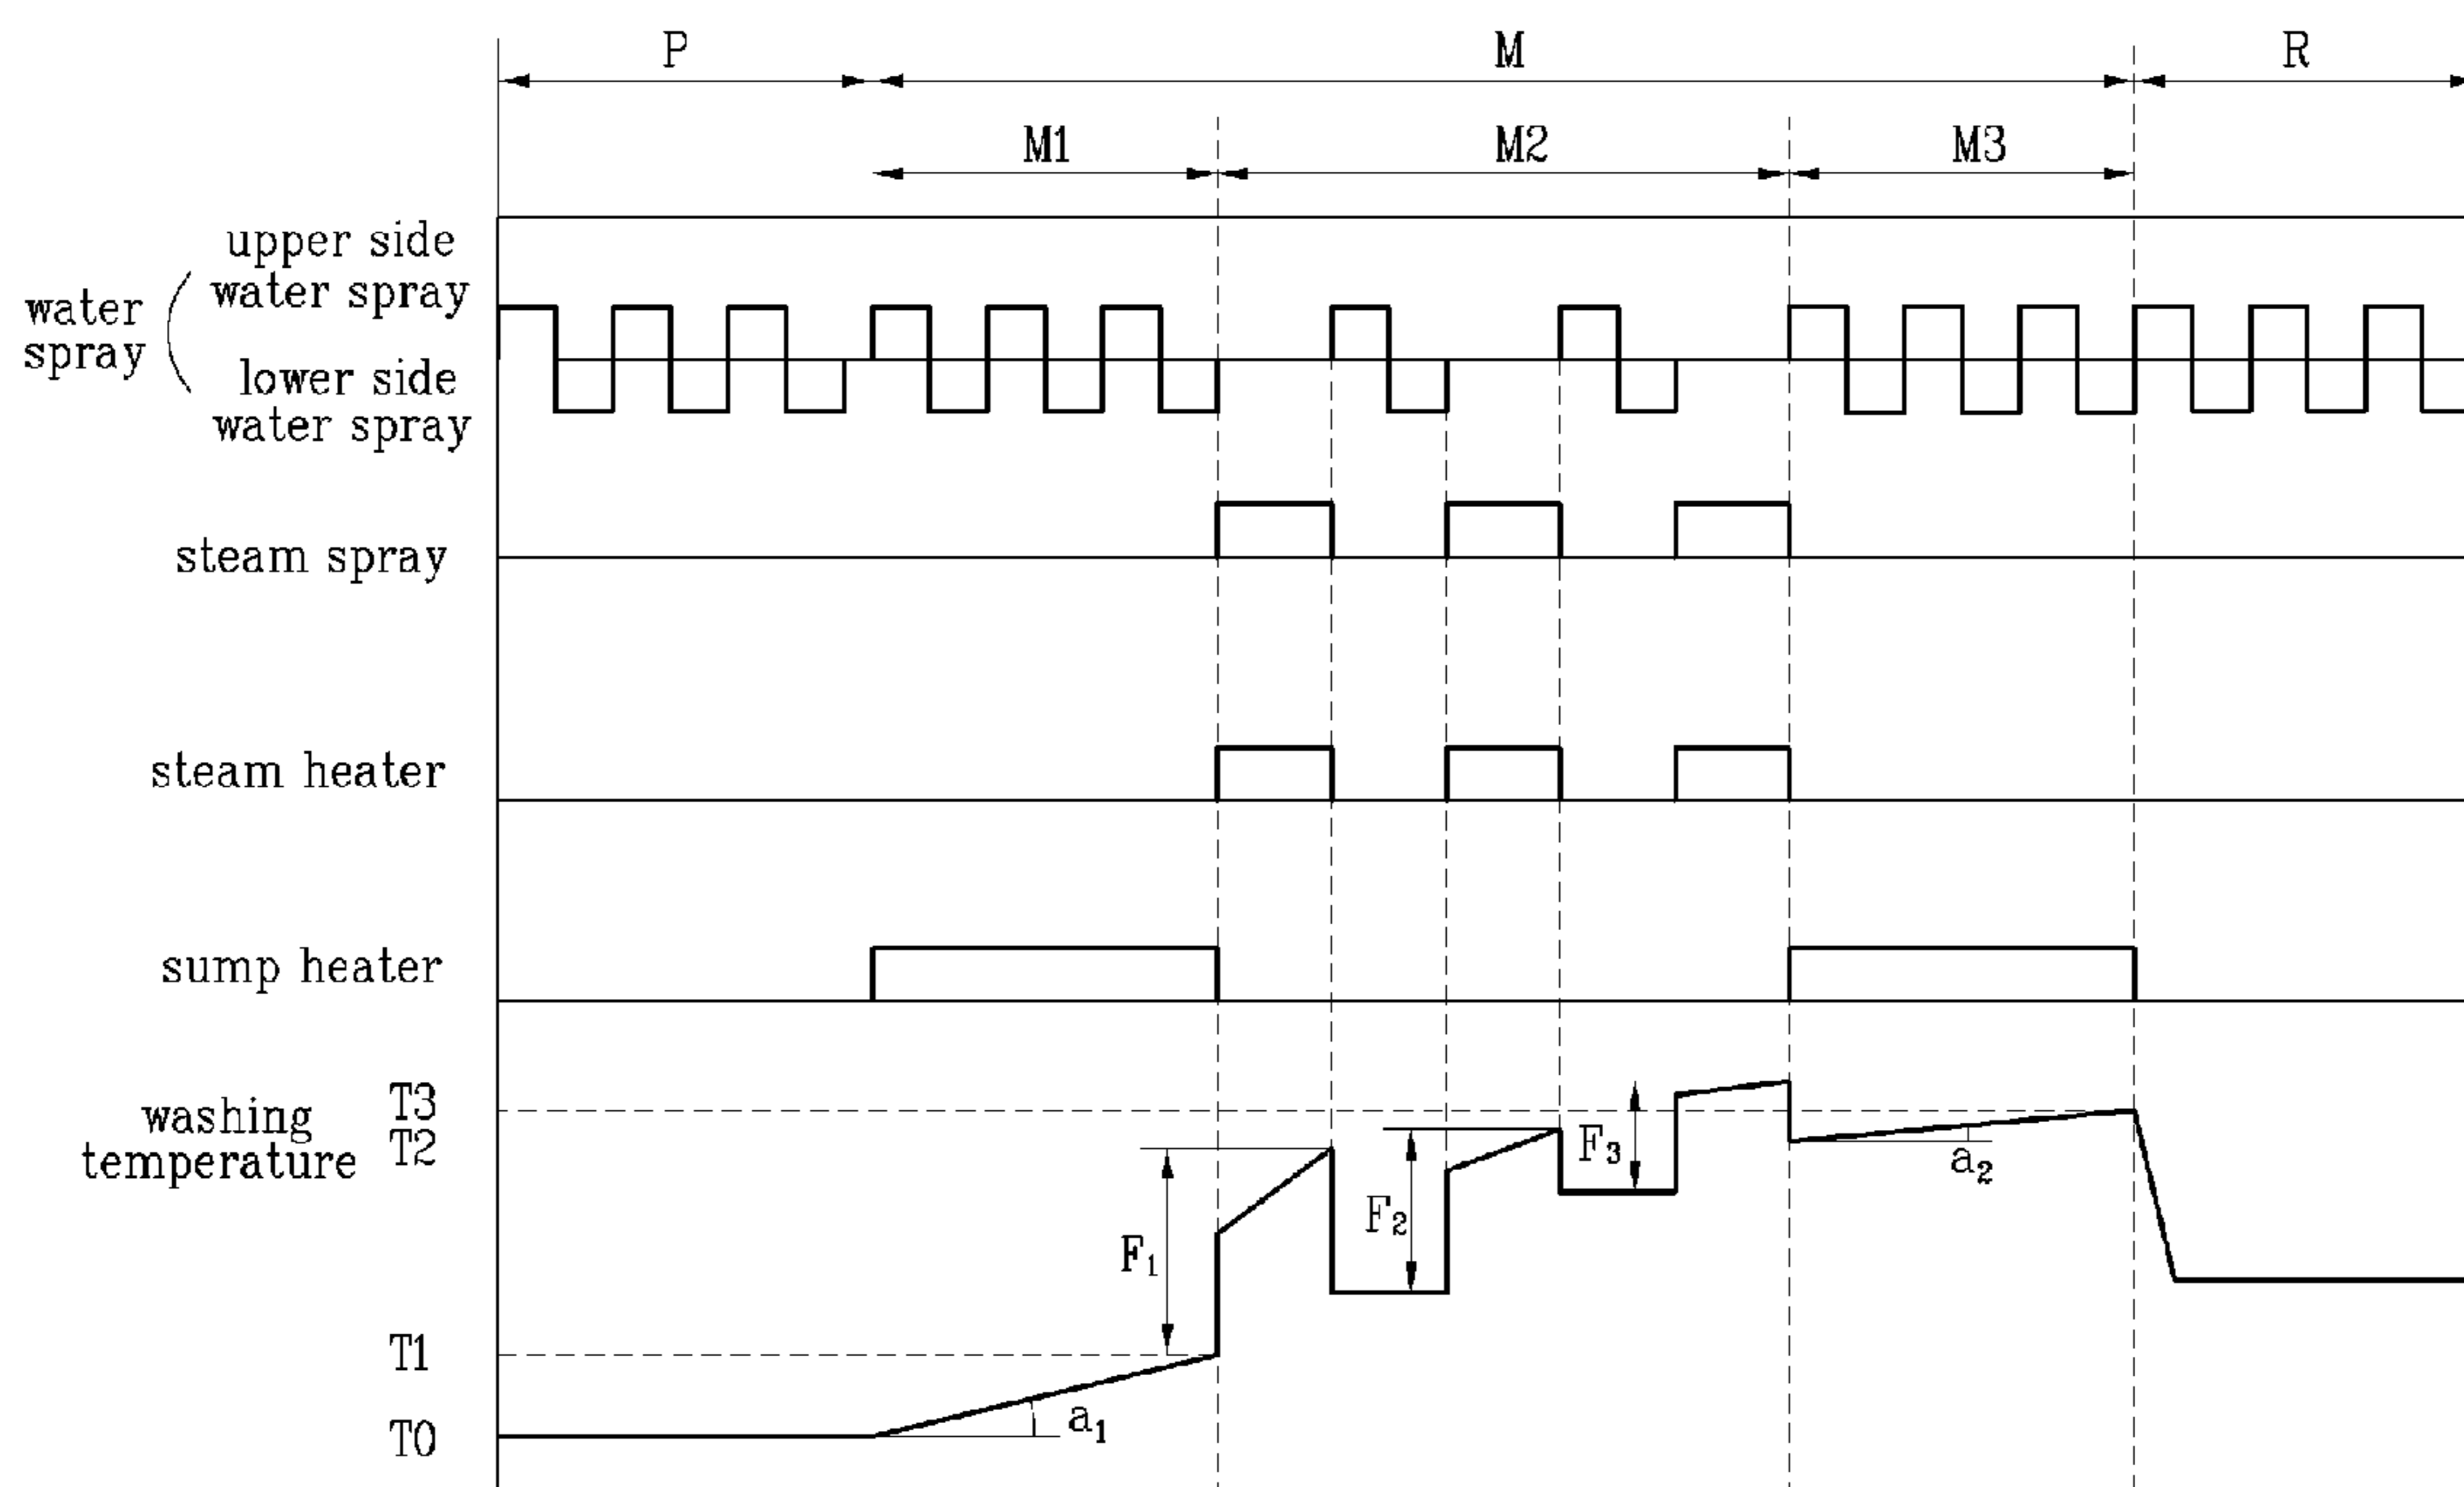 P
M
R
M1
M2
M3
upper side
water spray
water
spray
lower side
water spray
steam spray
steam heater
sump heater
washing
temperature
T3
T2
T1
T0
F1
F2
F3
a1
a2